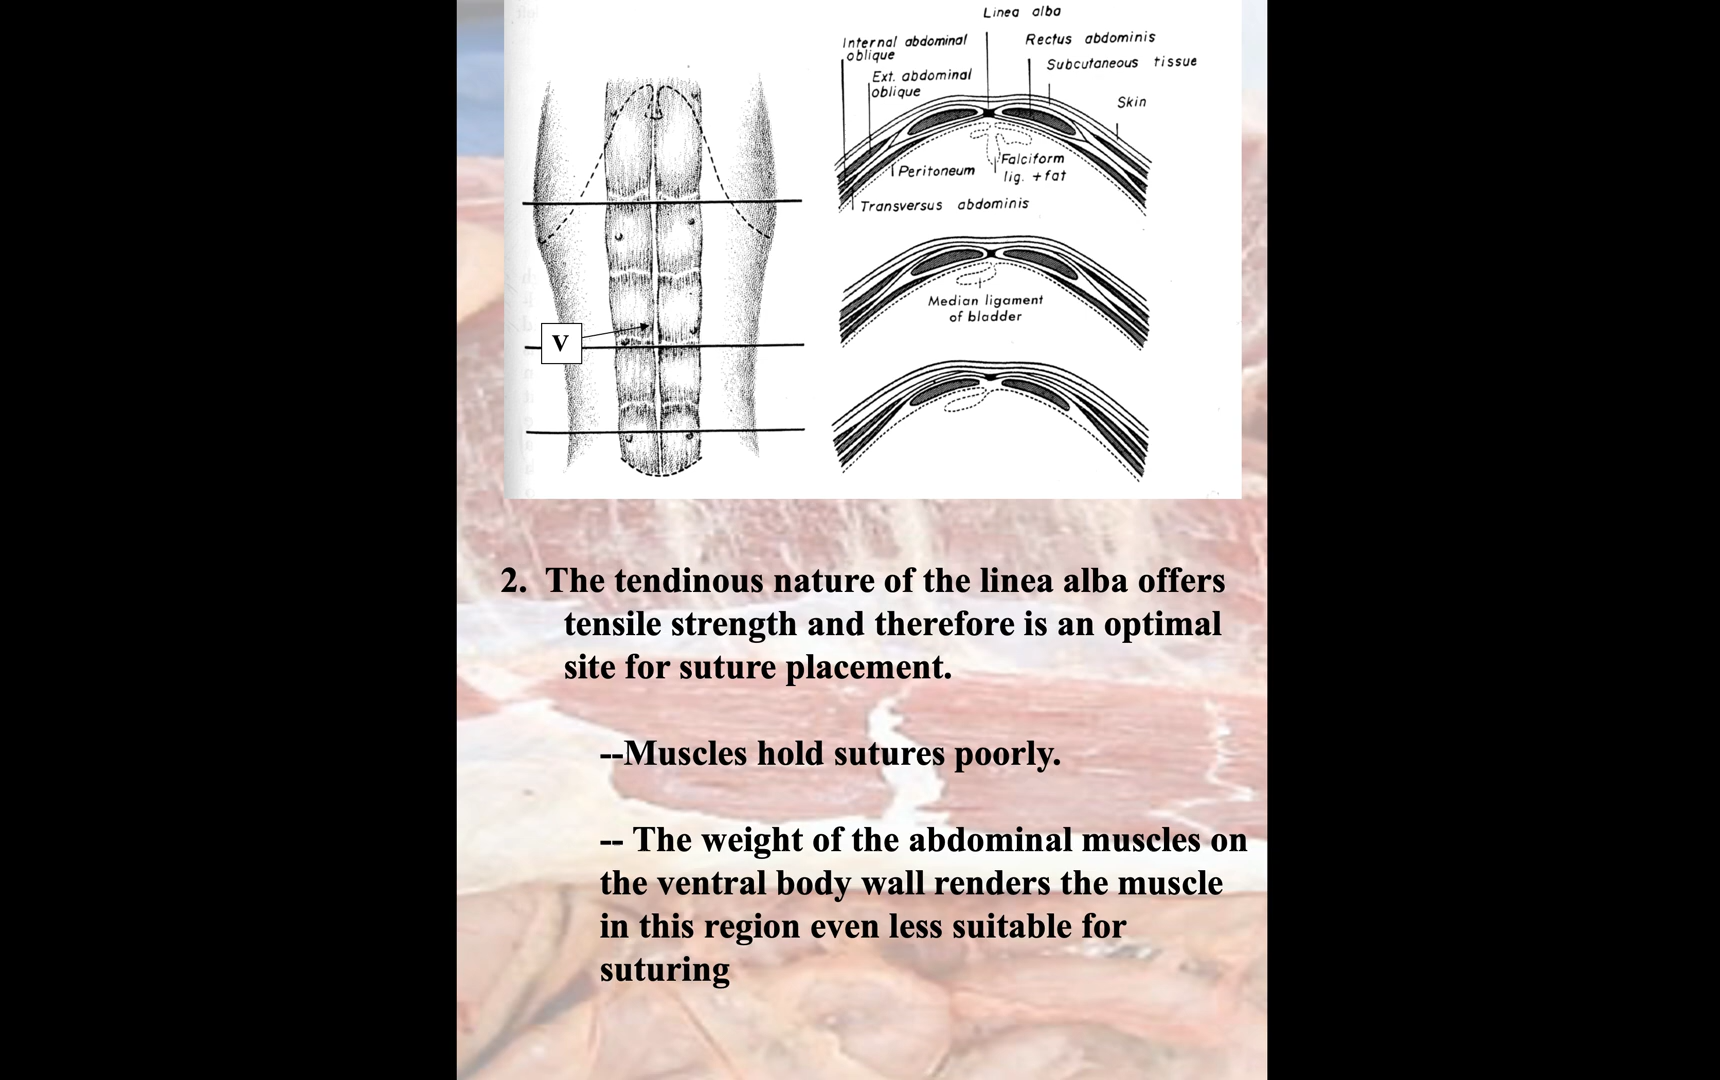 Linea alba
Internal abdominal
oblique
Rectus abdominis
Subcutaneous tissue
Ext. abdominal
oblique
Skin
Falciform
lig. + fat
Peritoneum
Transversus abdominis
Median ligament
of bladder
V
2. The tendinous nature of the linea alba offers
tensile strength and therefore is an optimal
site for suture placement.
--Muscles hold sutures poorly.
-- The weight of the abdominal muscles on
the ventral body wall renders the muscle
in this region even less suitable for
suturing